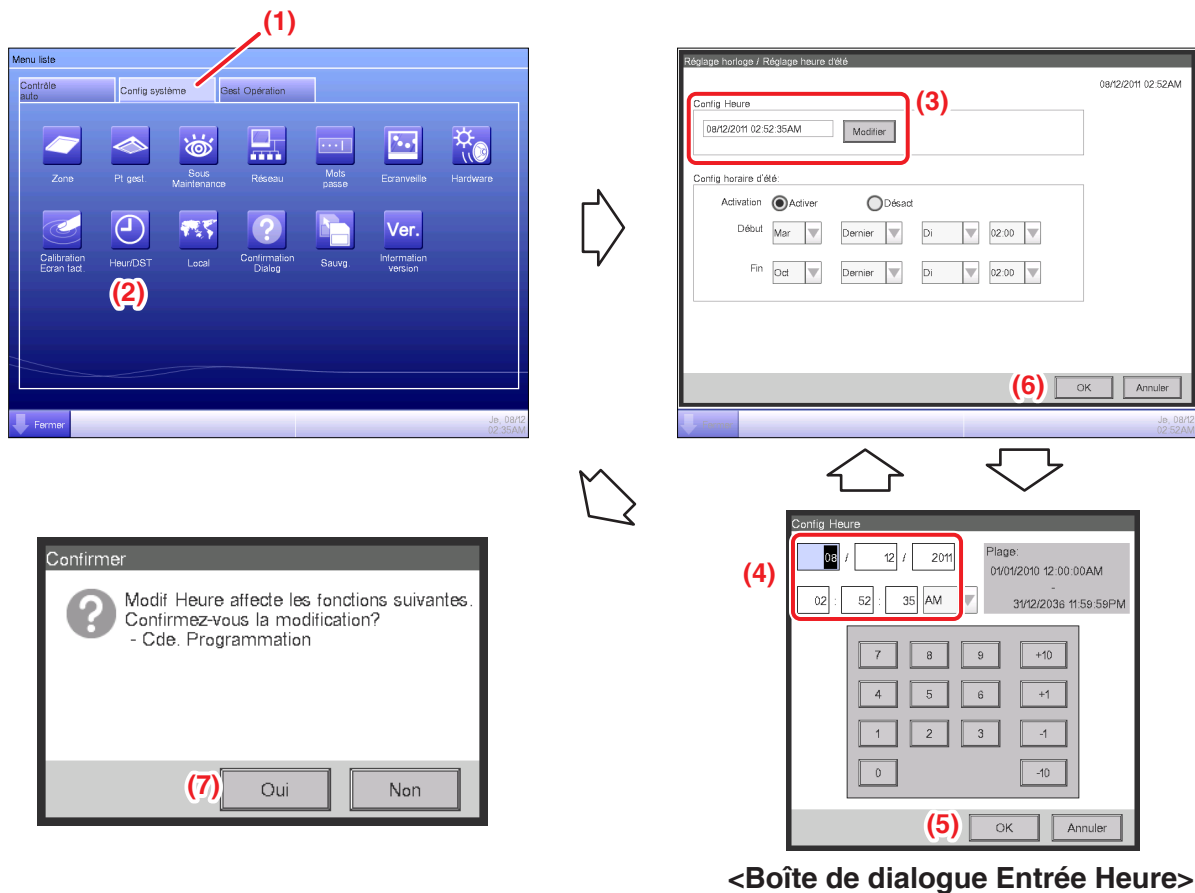 (1)
Menu liste
Contrôle
auto
Config système
Gest Opération
Zone
Pt gest.
Sous
Maintenance
Réseau
Mots
passe
Ecranveille
Hardware
Calibration
Ecran tact.
Heur/DST
Local
Confirmation
Dialog
Sauvg.
Ver.
Information
version
(2)
Fermer
Je, 08/12
02:35AM
Réglage horloge / Réglage heure d'été
08/12/2011 02:52AM
Config Heure
(3)
08/12/2011 02:52:35AM
Modifier
Config horaire d'été:
Activation
Activer
Désact
Début
Mar
Dernier
Di
02:00
Fin
Oct
Dernier
Di
02:00
(6)
OK
Annuler
Je, 08/12
02:52AM
Confirmer
?
Modif Heure affecte les fonctions suivantes.
Confirmez-vous la modification?
- Cde. Programmation
(7)
Oui
Non
Config Heure
(4)
08 / 12 / 2011
02 : 52 : 35 AM
Plage:
01/01/2010 12:00:00AM
-
31/12/2036 11:59:59PM
7 8 9 +10
4 5 6 +1
1 2 3 -1
0 -10
(5)
OK
Annuler
<Boîte de dialogue Entrée Heure>